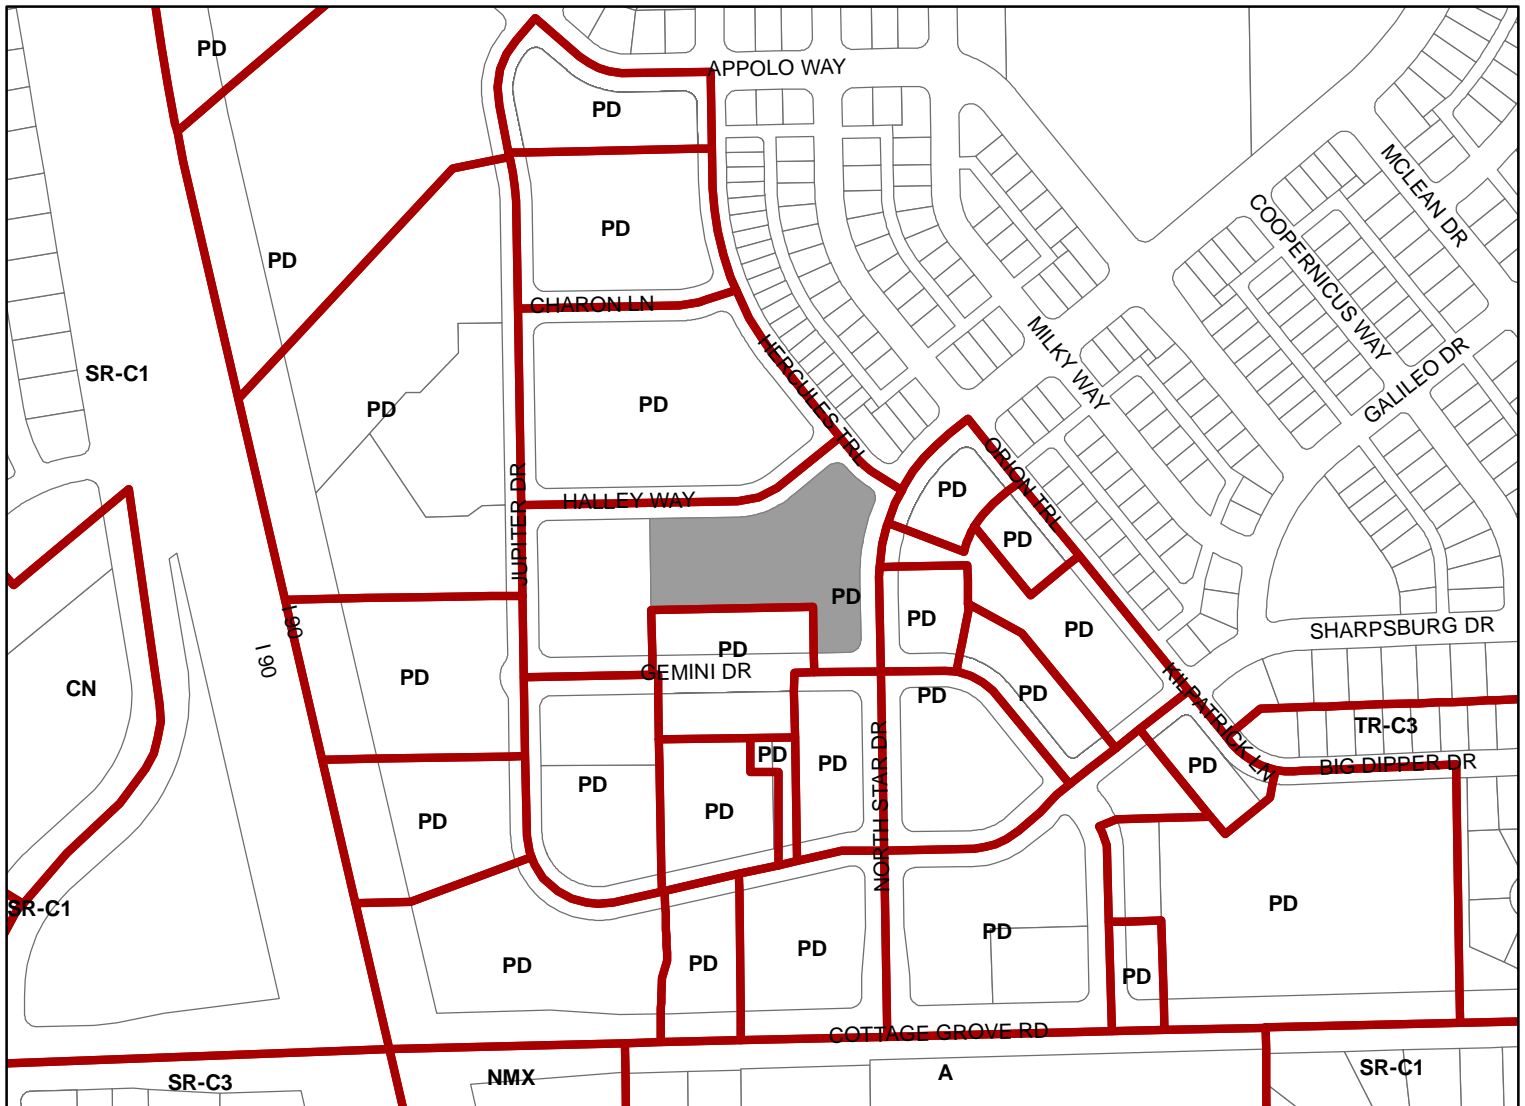 PD
APPOLO WAY
PD
MCLEAN DR
PD
COOPERNICUS WAY
PD
CHARON LN
MILKY WAY
HERCULES TRL
GALILEO DR
SR-C1
PD
PD
ORION TRL
JUPITER DR
HALLEY WAY
PD
PD
PD
I 90
I 90
PD
PD
SHARPSBURG DR
PD
PD
GEMINI DR
KILPATRICK LN
CN
PD
PD
PD
TR-C3
NORTH STAR DR
PD
PD
PD
BIG DIPPER DR
PD
PD
PD
SR-C1
PD
PD
PD
PD
PD
PD
COTTAGE GROVE RD
SR-C3
NMX
A
SR-C1